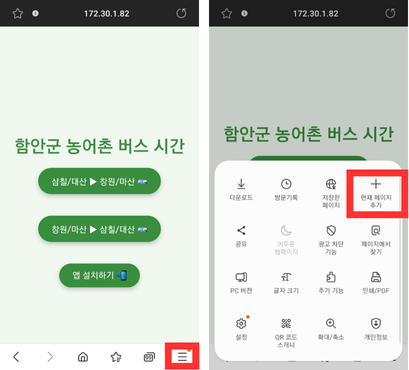 172.30.1.82
함안군 농어촌 버스 시간
삼칠/대산 ▶ 창원/마산 🚌
창원/마산 ▶ 삼칠/대산 🚌
앱 설치하기 📲
172.30.1.82
함안군 농어촌 버스 시간
다운로드
방문기록
저장한
페이지
현재 페이지
추가
공유
어두운
웹페이지
광고 차단
기능
페이지에서
찾기
PC 버전
글자 크기
추가 기능
인쇄/PDF
설정
QR 코드
스캐너
확대/축소
개인정보